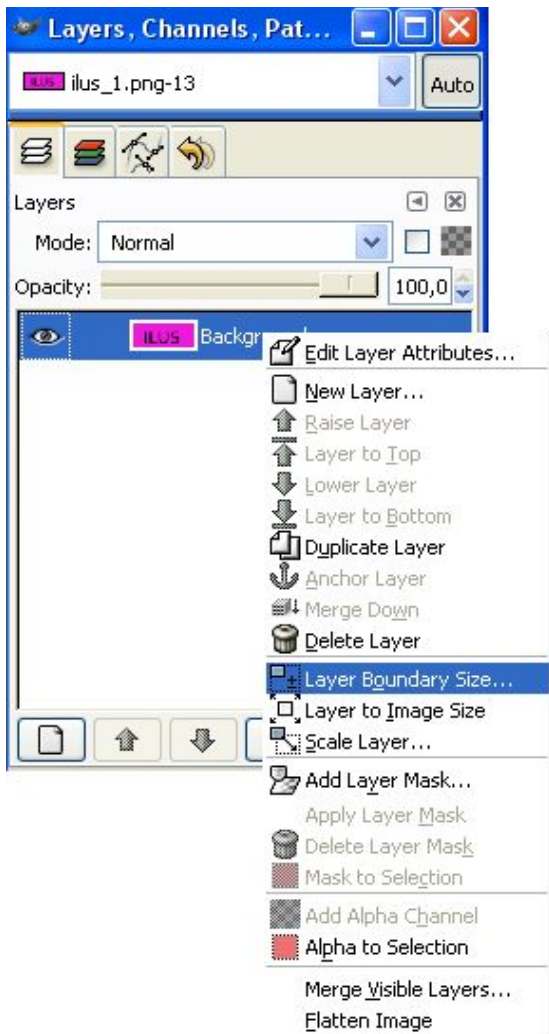 Layers, Channels, Pat...
ILUS ilus_1.png-13
Auto
Layers
Mode: Normal
Opacity: 100,0
ILUS
Edit Layer Attributes...
New Layer...
Raise Layer
Layer to Top
Lower Layer
Layer to Bottom
Duplicate Layer
Anchor Layer
Merge Down
Delete Layer
Layer Boundary Size...
Layer to Image Size
Scale Layer...
Add Layer Mask...
Apply Layer Mask
Delete Layer Mask
Mask to Selection
Add Alpha Channel
Alpha to Selection
Merge Visible Layers...
Flatten Image